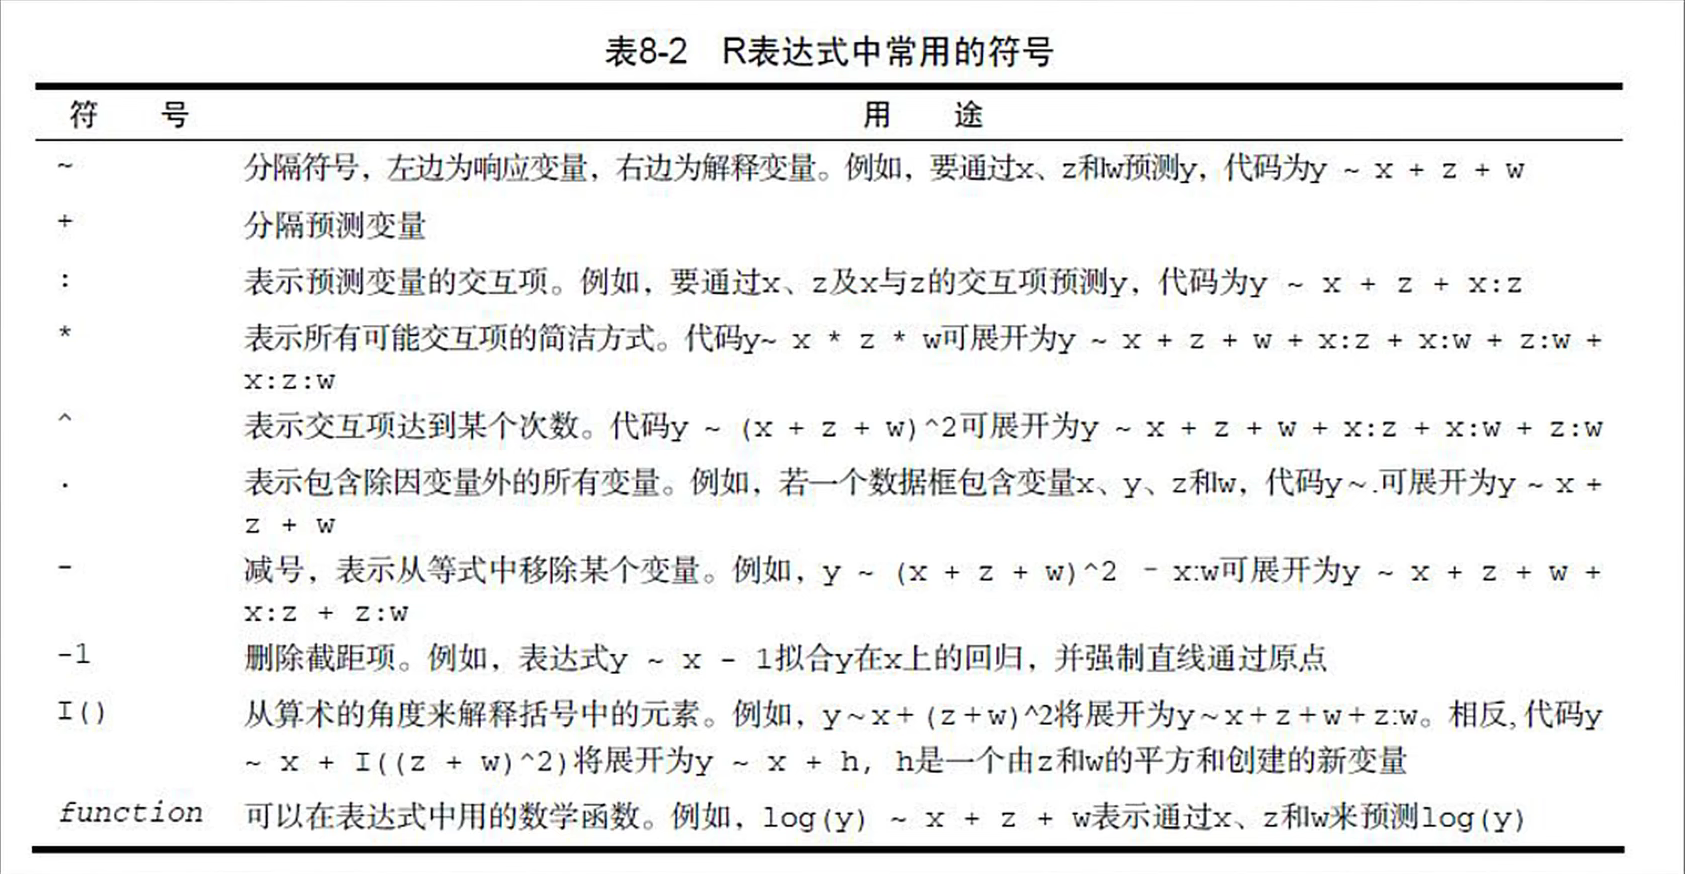 表8-2 R表达式中常用的符号
符 号 用 途
~ 分隔符号，左边为响应变量，右边为解释变量。例如，要通过x、z和w预测y，代码为y ~ x + z + w
+ 分隔预测变量
: 表示预测变量的交互项。例如，要通过x、z及x与z的交互项预测y，代码为y ~ x + z + x:z
* 表示所有可能交互项的简洁方式。代码y~ x * z * w可展开为y ~ x + z + w + x:z + x:w + z:w +
x:z:w
^ 表示交互项达到某个次数。代码y ~ (x + z + w)^2可展开为y ~ x + z + w + x:z + x:w + z:w
. 表示包含除因变量外的所有变量。例如，若一个数据框包含变量x、y、z和w，代码y~.可展开为y ~ x +
z + w
- 减号，表示从等式中移除某个变量。例如，y ~ (x + z + w)^2 - x:w可展开为y ~ x + z + w +
x:z + z:w
-1 删除截距项。例如，表达式y ~ x - 1拟合y在x上的回归，并强制直线通过原点
I() 从算术的角度来解释括号中的元素。例如，y~x+(z+w)^2将展开为y~x+z+w+z:w。相反,代码y
~ x + I((z + w)^2)将展开为y ~ x + h, h是一个由z和w的平方和创建的新变量
function 可以在表达式中用的数学函数。例如，log(y) ~ x + z + w表示通过x、z和w来预测log(y)